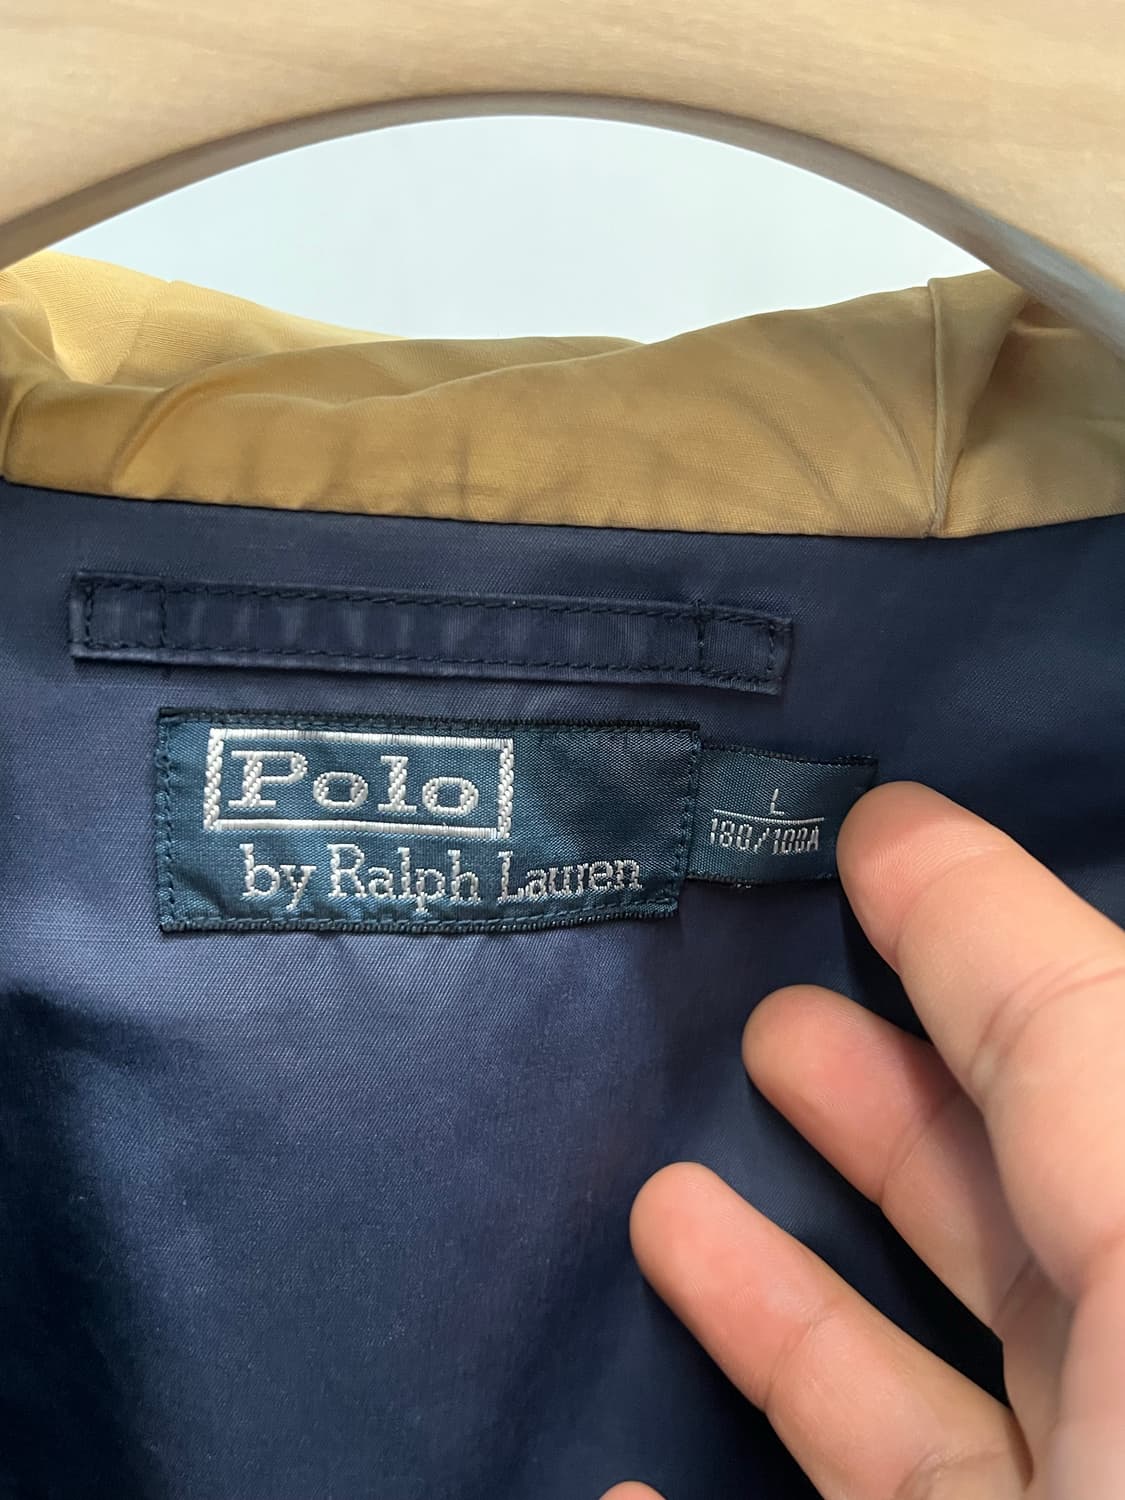 Polo
by Ralph Lauren
L
180/100A